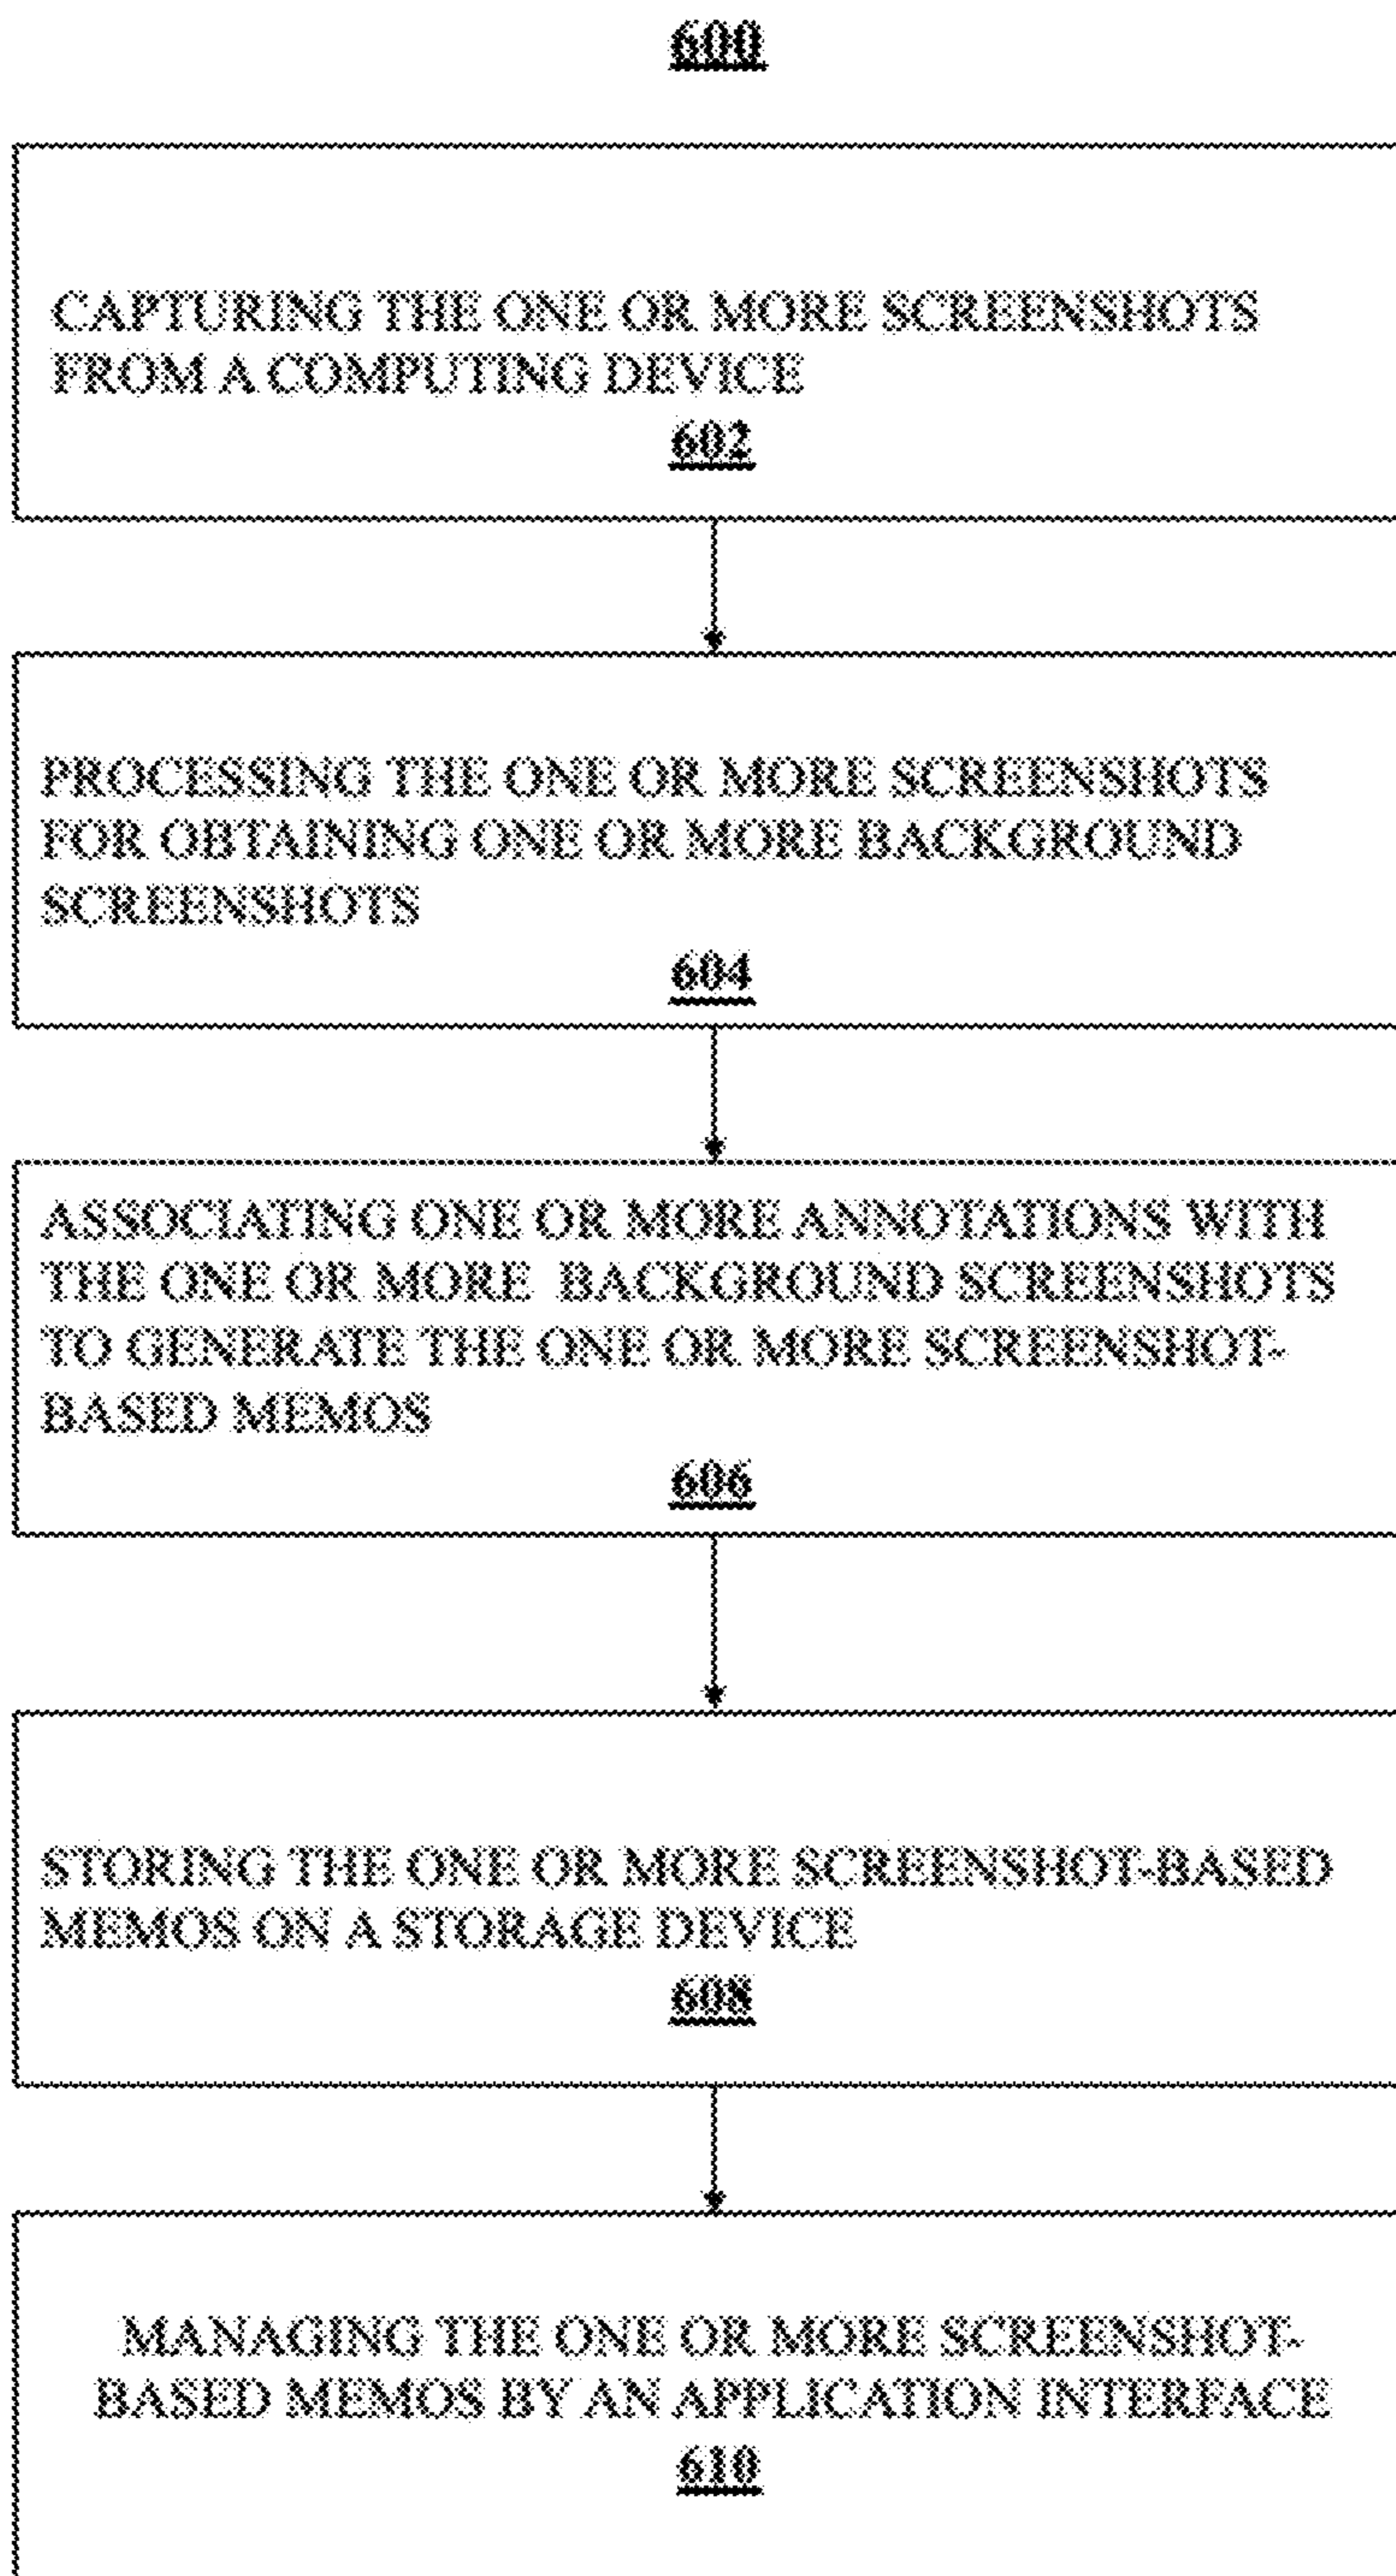 600
CAPTURING THE ONE OR MORE SCREENSHOTS
FROM A COMPUTING DEVICE
602
PROCESSING THE ONE OR MORE SCREENSHOTS
FOR OBTAINING ONE OR MORE BACKGROUND
SCREENSHOTS
604
ASSOCIATING ONE OR MORE ANNOTATIONS WITH
THE ONE OR MORE BACKGROUND SCREENSHOTS
TO GENERATE THE ONE OR MORE SCREENSHOT-
BASED MEMOS
606
STORING THE ONE OR MORE SCREENSHOT-BASED
MEMOS ON A STORAGE DEVICE
608
MANAGING THE ONE OR MORE SCREENSHOT-
BASED MEMOS BY AN APPLICATION INTERFACE
610